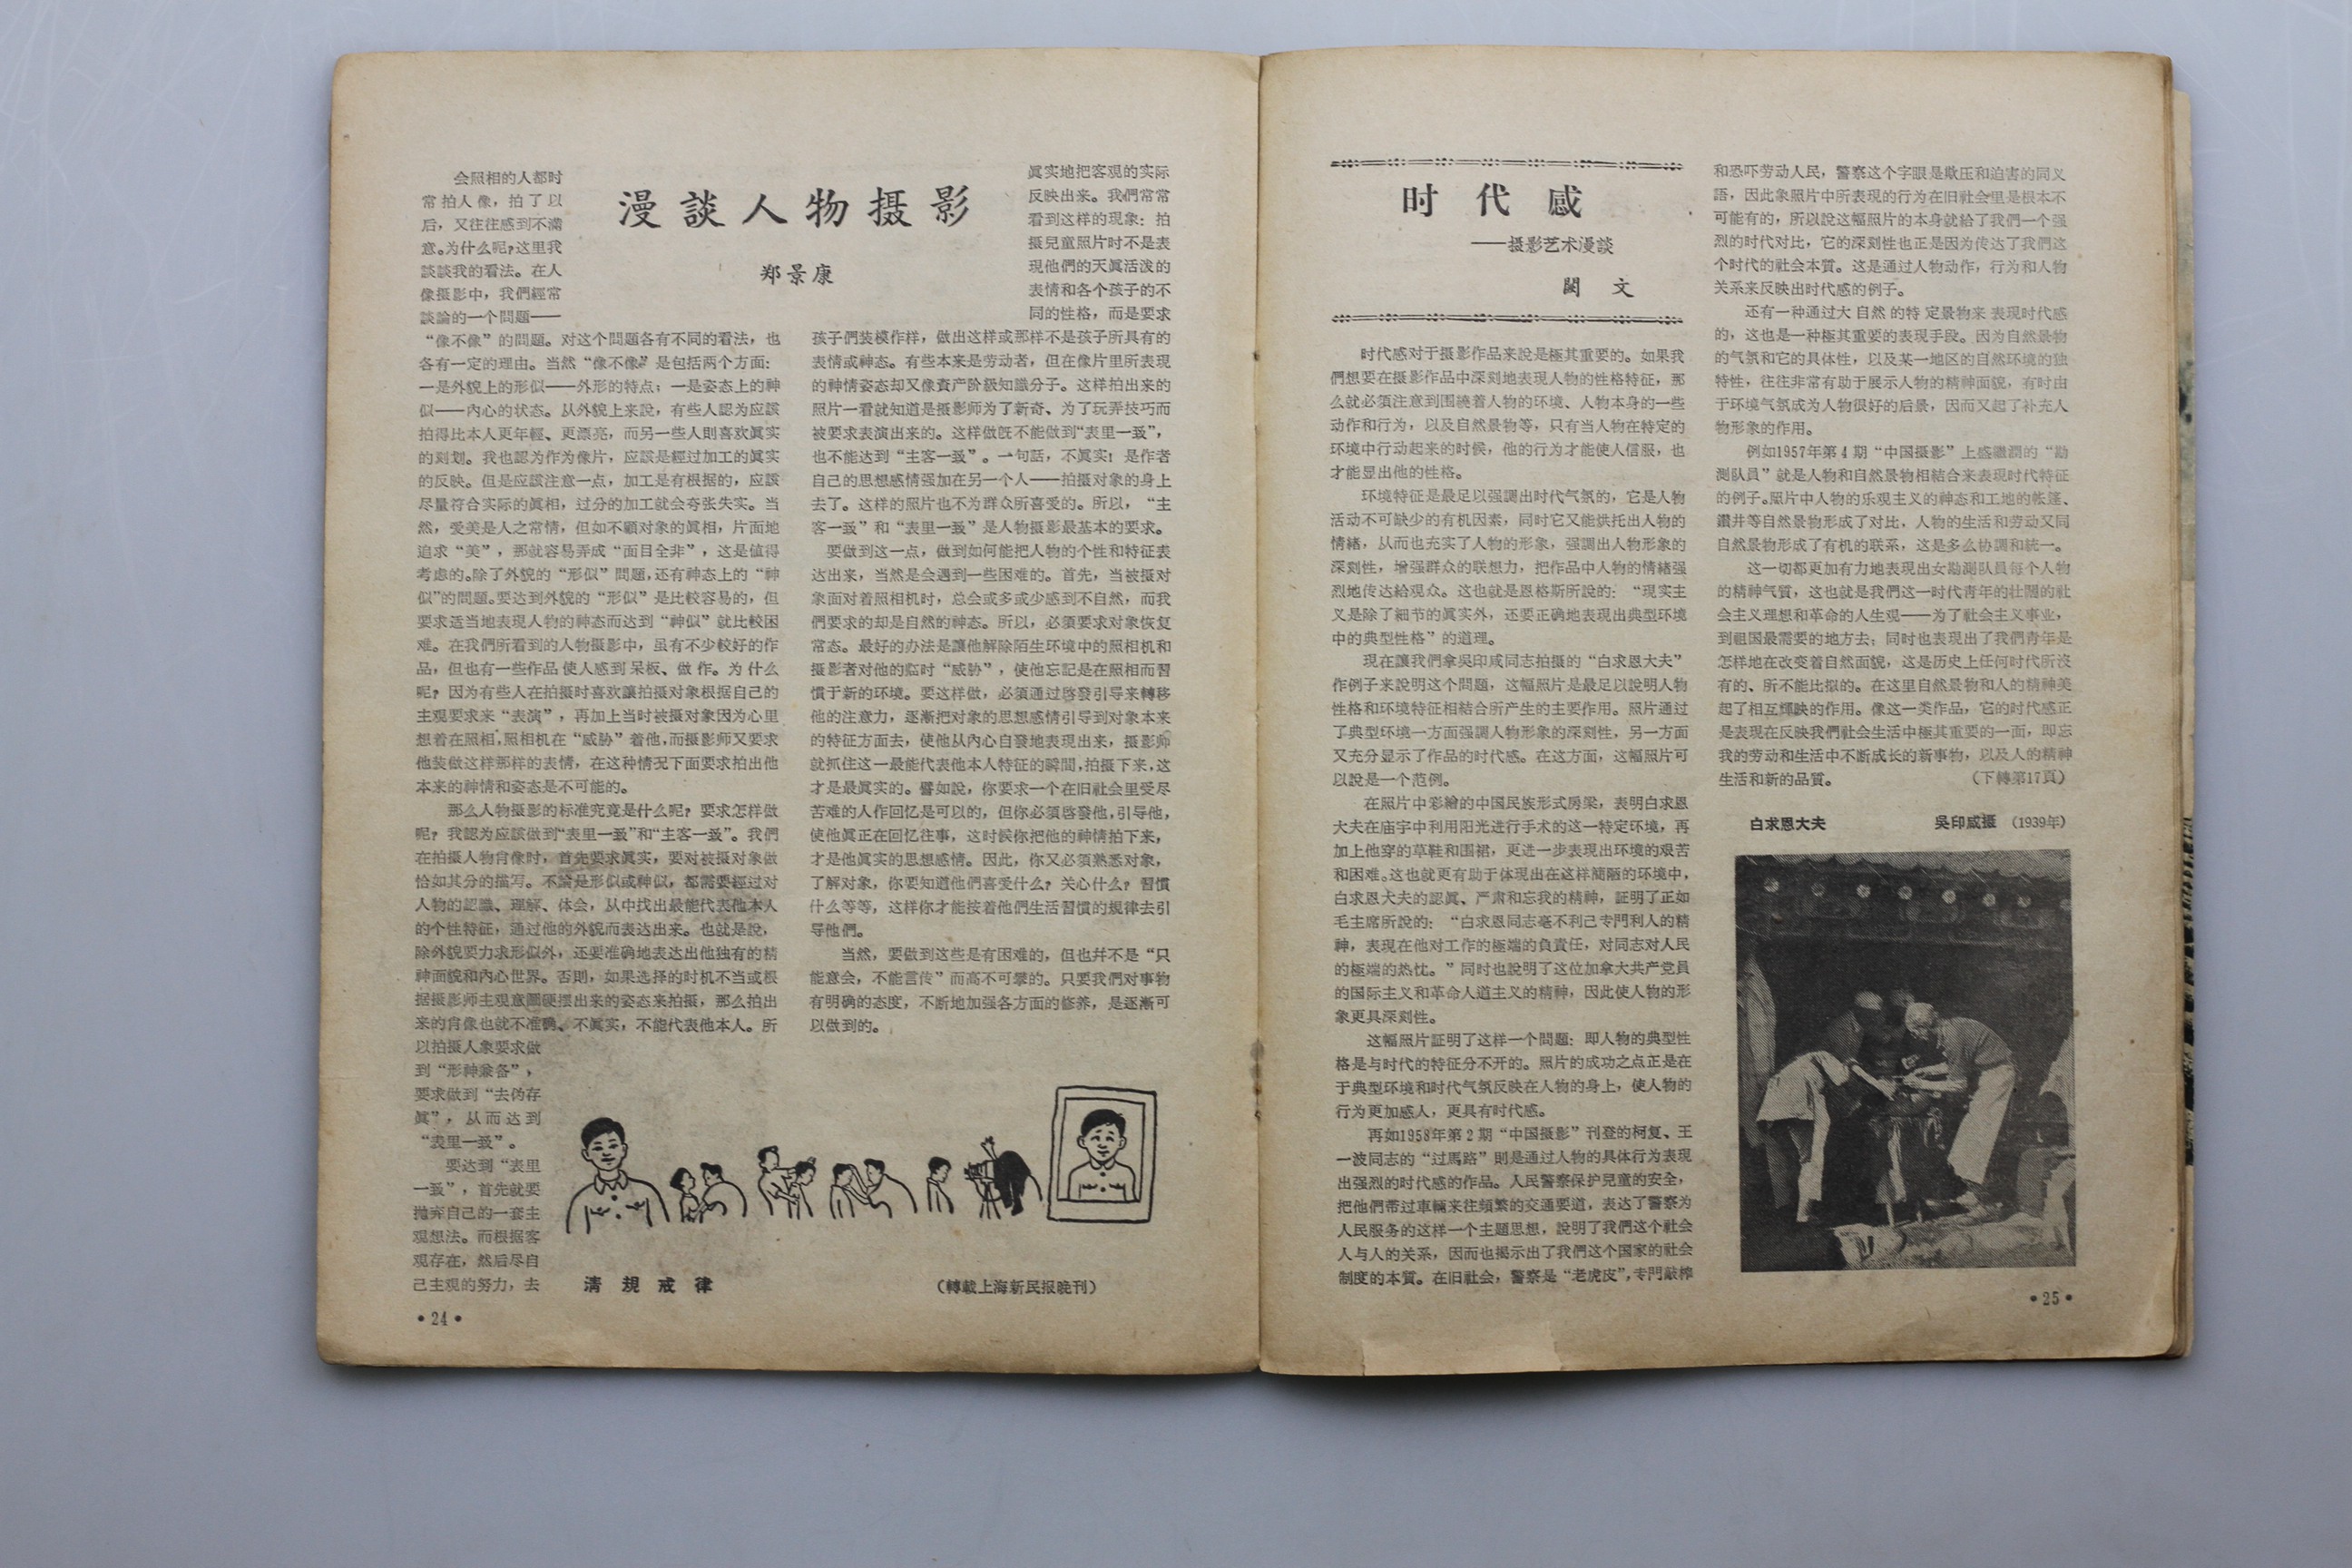 漫談人物摄影
郑景康
会照相的人都时
常拍人像，拍了以
后，又往往感到不滿
意。为什么呢？这里我
談談我的看法。在人
像摄影中，我們經常
談論的一个問題——
“像不像”的問題。对这个問題各有不同的看法，也
各有一定的理由。当然“像不像”是包括两个方面：
一是外貌上的形似——外形的特点；一是姿态上的神
似——內心的状态。从外貌上来說，有些人認为应該
拍得比本人更年輕、更漂亮，而另一些人則喜欢眞实
的刻划。我也認为作为像片，应該是經过加工的眞实
的反映。但是应該注意一点，加工是有根据的，应該
尽量符合实际的眞相，过分的加工就会夸张失实。当
然，爱美是人之常情，但如不顧对象的眞相，片面地
追求“美”，那就容易弄成“面目全非”，这是値得
考虑的。除了外貌的“形似”問題，还有神态上的“神
似”的問題。要达到外貌的“形似”是比較容易的，但
要求适当地表現人物的神态而达到“神似”就比較困
难。在我們所看到的人物摄影中，虽有不少較好的作
品，但也有一些作品使人感到呆板、做作。为什么
呢？因为有些人在拍摄时喜欢讓拍摄对象根据自己的
主观要求来“表演”，再加上当时被摄对象因为心里
想着在照相，照相机在“威胁”着他，而摄影师又要求
他装做这样那样的表情，在这种情况下面要求拍出他
本来的神情和姿态是不可能的。
那么人物摄影的标准究竟是什么呢？要求怎样做
呢？我認为应該做到“表里一致”和“主客一致”。我們
在拍摄人物肖像时，首先要求眞实，要对被摄对象做
恰如其分的描写。不論是形似或神似，都需要經过对
人物的認識、理解、体会，从中找出最能代表他本人
的个性特征，通过他的外貌而表达出来。也就是說，
除外貌要力求形似外，还要准确地表达出他独有的精
神面貌和內心世界。否則，如果选择的时机不当或根
据摄影师主观意圖硬摆出来的姿态来拍摄，那么拍出
来的肖像也就不准确、不眞实，不能代表他本人。所
以拍摄人象要求做
到“形神兼备”，
要求做到“去伪存
眞”，从而达到
“表里一致”。
要达到“表里
一致”，首先就要
抛弃自己的一套主
观想法。而根据客
观存在，然后尽自
己主观的努力，去
眞实地把客观的实际
反映出来。我們常常
看到这样的現象：拍
摄兒童照片时不是表
現他們的天眞活泼的
表情和各个孩子的不
同的性格，而是要求
孩子們装模作样，做出这样或那样不是孩子所具有的
表情或神态。有些本来是劳动者，但在像片里所表現
的神情姿态却又像資产阶級知識分子。这样拍出来的
照片一看就知道是摄影师为了新奇、为了玩弄技巧而
被要求表演出来的。这样做旣不能做到“表里一致”，
也不能达到“主客一致”。一句話，不眞实！是作者
自己的思想感情强加在另一个人——拍摄对象的身上
去了。这样的照片也不为群众所喜爱的。所以，“主
客一致”和“表里一致”是人物摄影最基本的要求。
要做到这一点，做到如何能把人物的个性和特征表
达出来，当然是会遇到一些困难的。首先，当被摄对
象面对着照相机时，总会或多或少感到不自然，而我
們要求的却是自然的神态。所以，必須要求对象恢复
常态。最好的办法是讓他解除陌生环境中的照相机和
摄影者对他的临时“威胁”，使他忘記是在照相而習
慣于新的环境。要这样做，必須通过啓發引导来轉移
他的注意力，逐漸把对象的思想感情引导到对象本来
的特征方面去，使他从內心自發地表現出来，摄影师
就抓住这一最能代表他本人特征的瞬間，拍摄下来，这
才是最眞实的。譬如說，你要求一个在旧社会里受尽
苦难的人作回忆是可以的，但你必須啓發他，引导他，
使他眞正在回忆往事，这时候你把他的神情拍下来，
才是他眞实的思想感情。因此，你又必須熟悉对象，
了解对象，你要知道他們喜爱什么？关心什么？習慣
什么等等，这样你才能按着他們生活習慣的規律去引
导他們。
当然，要做到这些是有困难的，但也幷不是“只
能意会，不能言传”而高不可攀的。只要我們对事物
有明确的态度，不断地加强各方面的修养，是逐漸可
以做到的。
清規戒律
（轉載上海新民报晚刊）
•24•
时代感
——摄影艺术漫談
闕文
时代感对于摄影作品来說是極其重要的。如果我
們想要在摄影作品中深刻地表現人物的性格特征，那
么就必須注意到围繞着人物的环境、人物本身的一些
动作和行为，以及自然景物等，只有当人物在特定的
环境中行动起来的时候，他的行为才能使人信服，也
才能显出他的性格。
环境特征是最足以强調出时代气氛的，它是人物
活动不可缺少的有机因素，同时它又能烘托出人物的
情緒，从而也充实了人物的形象，强調出人物形象的
深刻性，增强群众的联想力，把作品中人物的情緒强
烈地传达給观众。这也就是恩格斯所說的：“現实主
义是除了細节的眞实外，还要正确地表現出典型环境
中的典型性格”的道理。
現在讓我們拿吳印咸同志拍摄的“白求恩大夫”
作例子来說明这个問題，这幅照片是最足以說明人物
性格和环境特征相結合所产生的主要作用。照片通过
了典型环境一方面强調人物形象的深刻性，另一方面
又充分显示了作品的时代感。在这方面，这幅照片可
以說是一个范例。
在照片中彩繪的中国民族形式房梁，表明白求恩
大夫在庙宇中利用阳光进行手术的这一特定环境，再
加上他穿的草鞋和围裙，更进一步表現出环境的艰苦
和困难。这也就更有助于体現出在这样簡陋的环境中，
白求恩大夫的認眞、严肃和忘我的精神，証明了正如
毛主席所說的：“白求恩同志毫不利己专門利人的精
神，表現在他对工作的極端的負責任，对同志对人民
的極端的热忱。”同时也說明了这位加拿大共产党員
的国际主义和革命人道主义的精神，因此使人物的形
象更具深刻性。
这幅照片証明了这样一个問題：即人物的典型性
格是与时代的特征分不开的。照片的成功之点正是在
于典型环境和时代气氛反映在人物的身上，使人物的
行为更加感人，更具有时代感。
再如1958年第2期“中国摄影”刊登的柯复、王
一波同志的“过馬路”則是通过人物的具体行为表現
出强烈的时代感的作品。人民警察保护兒童的安全，
把他們带过車輛来往頻繁的交通要道，表达了警察为
人民服务的这样一个主題思想，說明了我們这个社会
人与人的关系，因而也揭示出了我們这个国家的社会
制度的本質。在旧社会，警察是“老虎皮”，专門敲榨
和恐吓劳动人民，警察这个字眼是欺压和迫害的同义
語，因此象照片中所表現的行为在旧社会里是根本不
可能有的，所以說这幅照片的本身就給了我們一个强
烈的时代对比，它的深刻性也正是因为传达了我們这
个时代的社会本質。这是通过人物动作，行为和人物
关系来反映出时代感的例子。
还有一种通过大自然的特定景物来表現时代感
的，这也是一种極其重要的表現手段。因为自然景物
的气氛和它的具体性，以及某一地区的自然环境的独
特性，往往非常有助于展示人物的精神面貌，有时由
于环境气氛成为人物很好的后景，因而又起了补充人
物形象的作用。
例如1957年第4期“中国摄影”上盛繼潤的“勘
測队員”就是人物和自然景物相結合来表現时代特征
的例子。照片中人物的乐观主义的神态和工地的帐篷、
鑽井等自然景物形成了对比，人物的生活和劳动又同
自然景物形成了有机的联系，这是多么协調和統一。
这一切都更加有力地表現出女勘測队員每个人物
的精神气質，这也就是我們这一时代青年的壮闊的社
会主义理想和革命的人生观——为了社会主义事业，
到祖国最需要的地方去；同时也表現出了我們青年是
怎样地在改变着自然面貌，这是历史上任何时代所沒
有的、所不能比拟的。在这里自然景物和人的精神美
起了相互輝映的作用。像这一类作品，它的时代感正
是表現在反映我們社会生活中極其重要的一面，即忘
我的劳动和生活中不断成长的新事物，以及人的精神
生活和新的品質。
（下轉第17頁）
白求恩大夫 吳印咸摄（1939年）
•25•